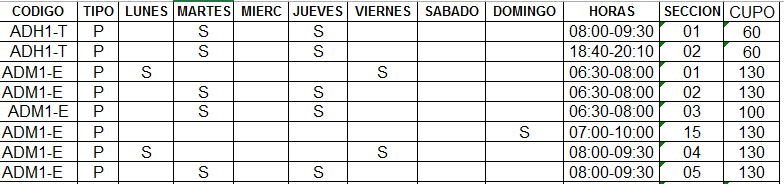 CODIGO TIPO LUNES MARTES MIERC JUEVES VIERNES SABADO DOMINGO HORAS SECCION CUPO
ADH1-T P S S 08:00-09:30 01 60
ADH1-T P S S 18:40-20:10 02 60
ADM1-E P S S 06:30-08:00 01 130
ADM1-E P S S 06:30-08:00 02 130
ADM1-E P S S 06:30-08:00 03 100
ADM1-E P S 07:00-10:00 15 130
ADM1-E P S S 08:00-09:30 04 130
ADM1-E P S S 08:00-09:30 05 130